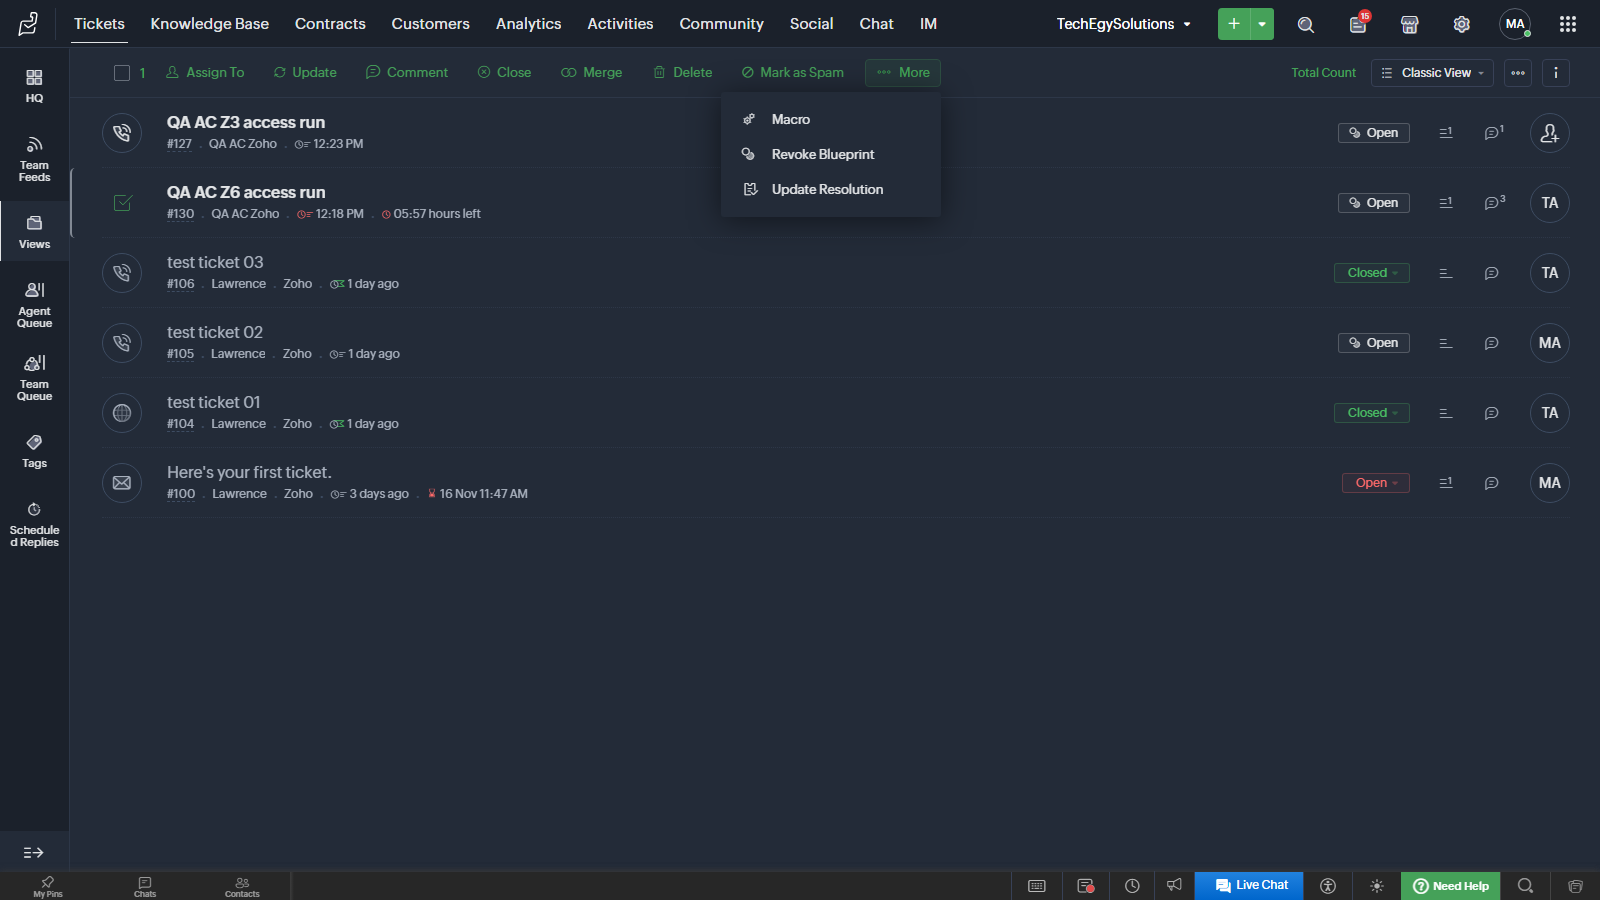 Tickets Knowledge Base Contracts Customers Analytics Activities Community Social Chat IM TechEgySolutions 15 MA
1 Assign To Update Comment Close Merge Delete Mark as Spam More Total Count Classic View
Macro
Revoke Blueprint
Update Resolution
HQ
Team Feeds
Views
Agent Queue
Team Queue
Tags
Schedule
d Replies
QA AC Z3 access run
#127 . QA AC Zoho . 12:23 PM
Open 1 1
QA AC Z6 access run
#130 . QA AC Zoho . 12:18 PM . 05:57 hours left
Open 1 3 TA
test ticket 03
#106 . Lawrence . Zoho . 1 day ago
Closed TA
test ticket 02
#105 . Lawrence . Zoho . 1 day ago
Open MA
test ticket 01
#104 . Lawrence . Zoho . 1 day ago
Closed TA
Here's your first ticket.
#100 . Lawrence . Zoho . 3 days ago . 16 Nov 11:47 AM
Open 1 MA
My Pins Chats Contacts Live Chat Need Help